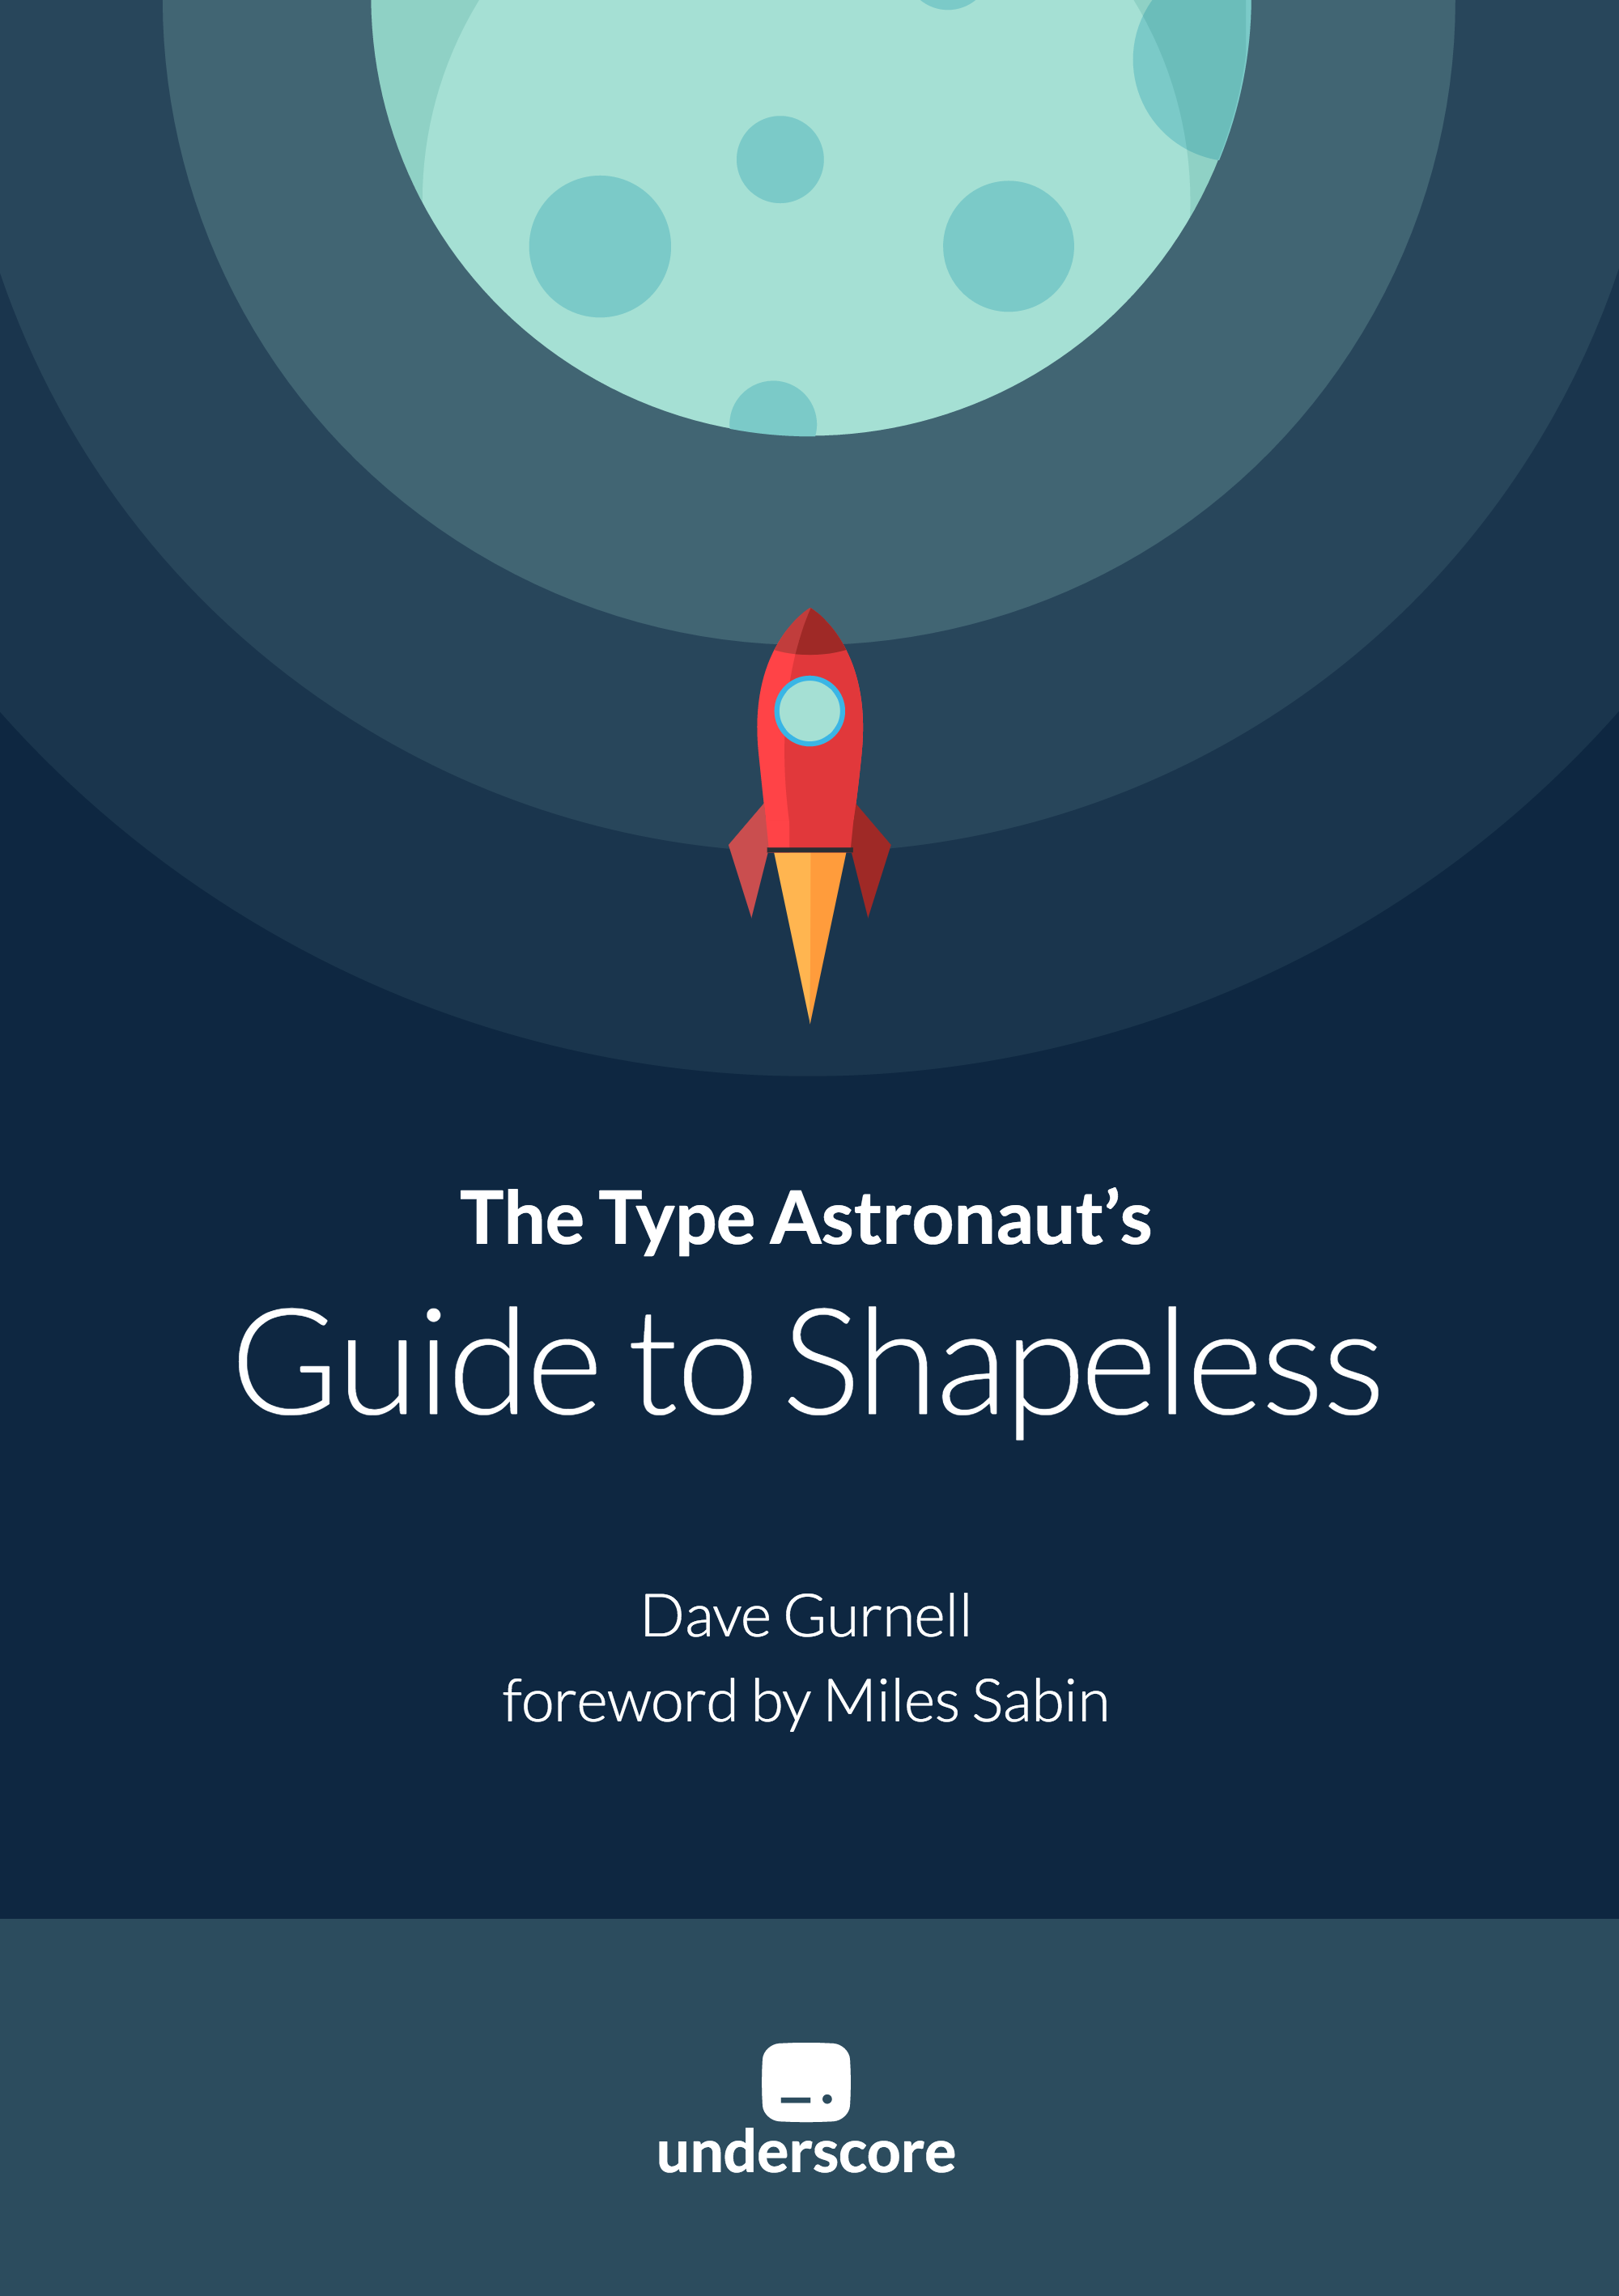 The Type Astronaut’s
Guide to Shapeless
Dave Gurnell
foreword by Miles Sabin
underscore